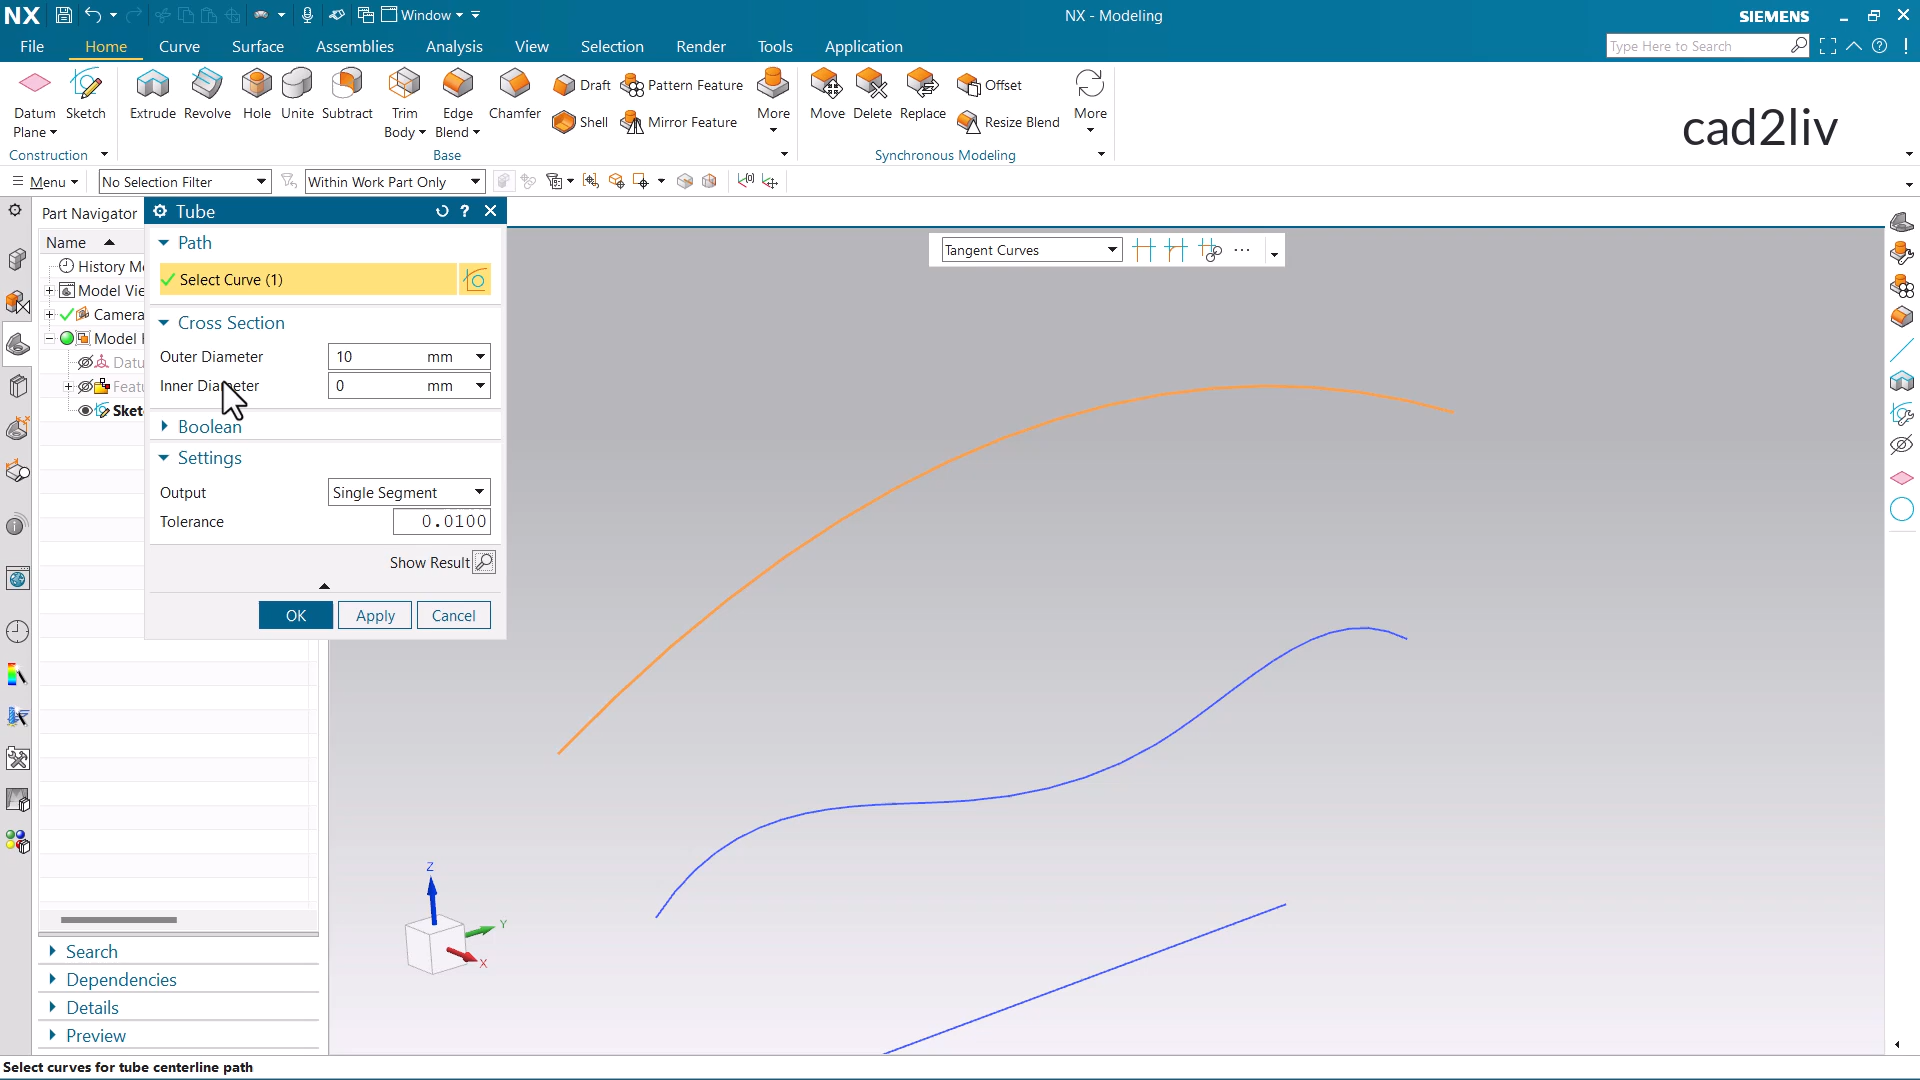 NX
Window
NX - Modeling
SIEMENS
File Home Curve Surface Assemblies Analysis View Selection Render Tools Application
Type Here to Search
Datum Plane
Sketch
Extrude
Revolve
Hole
Unite
Subtract
Trim Body
Edge Blend
Chamfer
Draft
Shell
Pattern Feature
Mirror Feature
More
Move
Delete
Replace
Offset
Resize Blend
More
Construction
Base
Synchronous Modeling
cad2liv
Menu
No Selection Filter
Within Work Part Only
Part Navigator
Name
History M
Model Vie
Camera
Model
Datu
Featu
Sket
Tube
Path
Select Curve (1)
Cross Section
Outer Diameter 10 mm
Inner Diameter 0 mm
Boolean
Settings
Output Single Segment
Tolerance 0.0100
Show Result
OK Apply Cancel
Tangent Curves
Z
Y
X
Search
Dependencies
Details
Preview
Select curves for tube centerline path